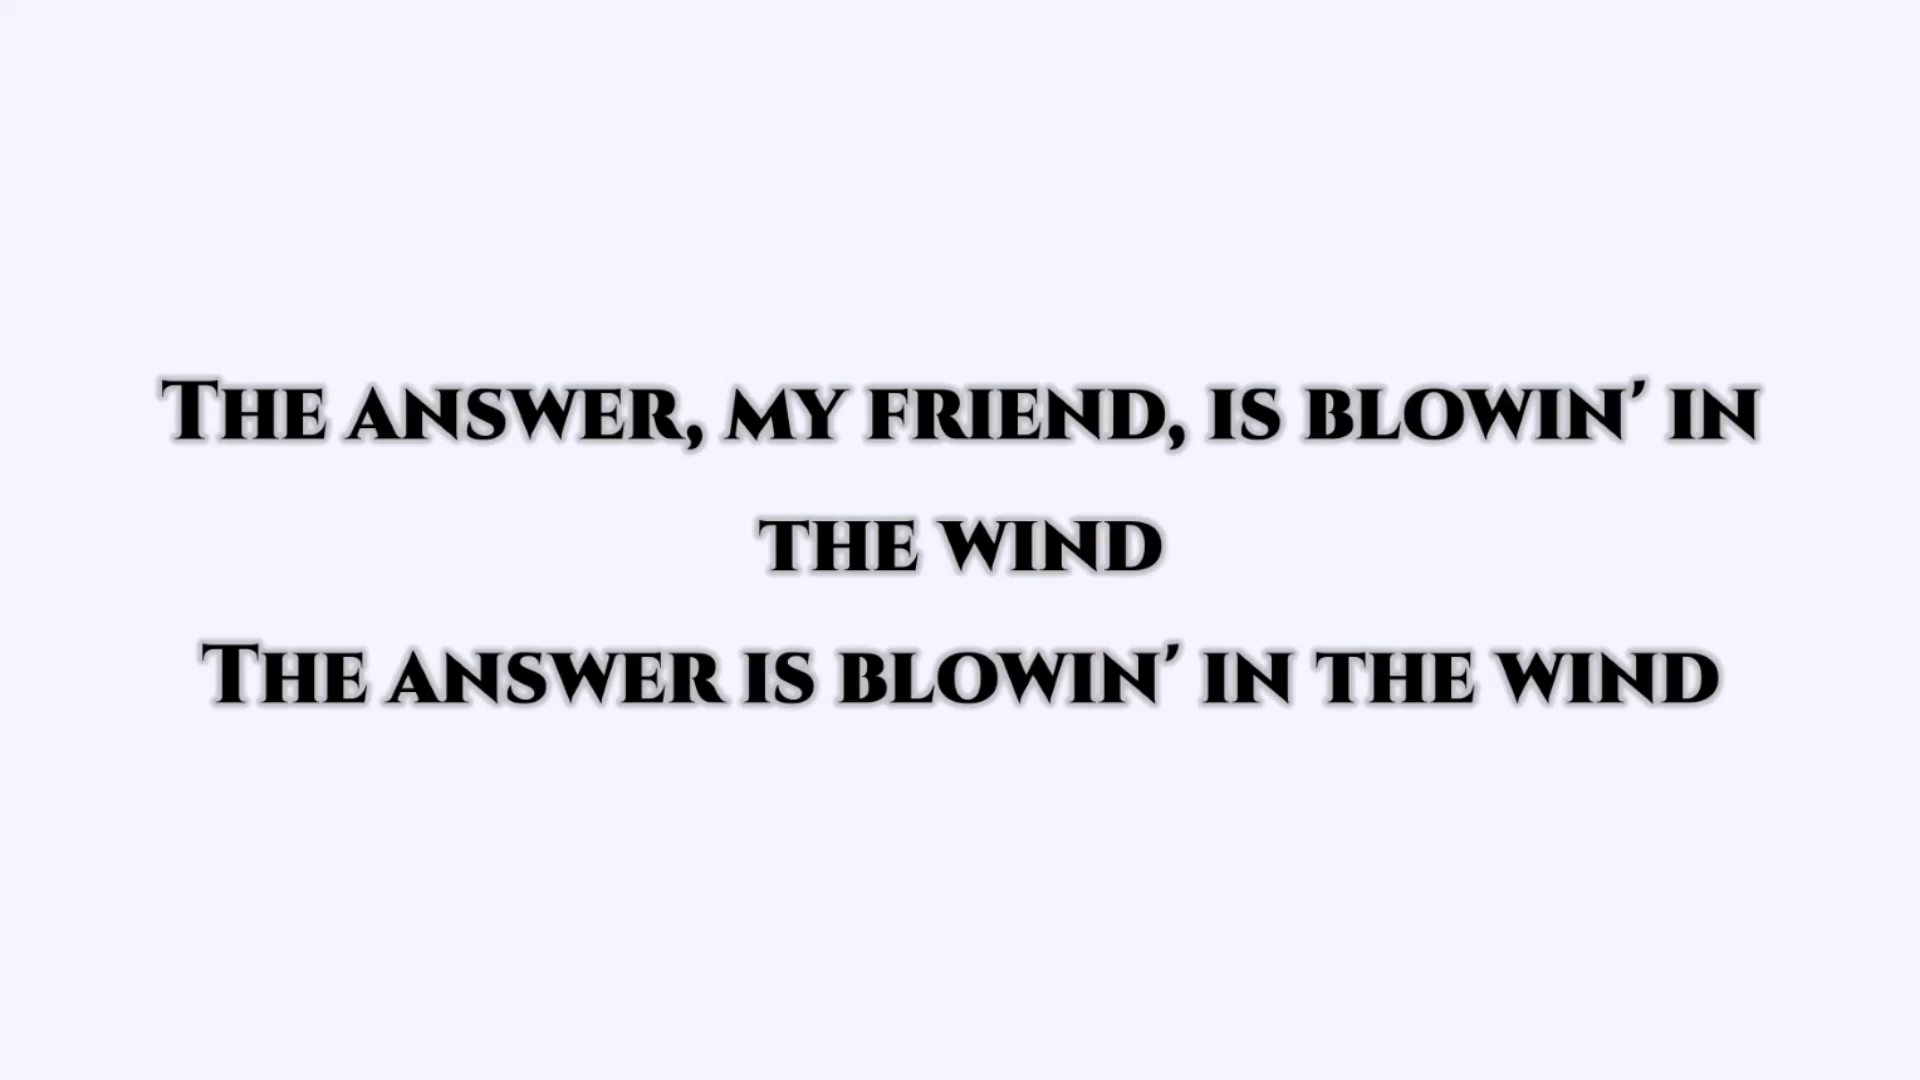 The answer, my friend, is blowin' in
the wind
The answer is blowin' in the wind